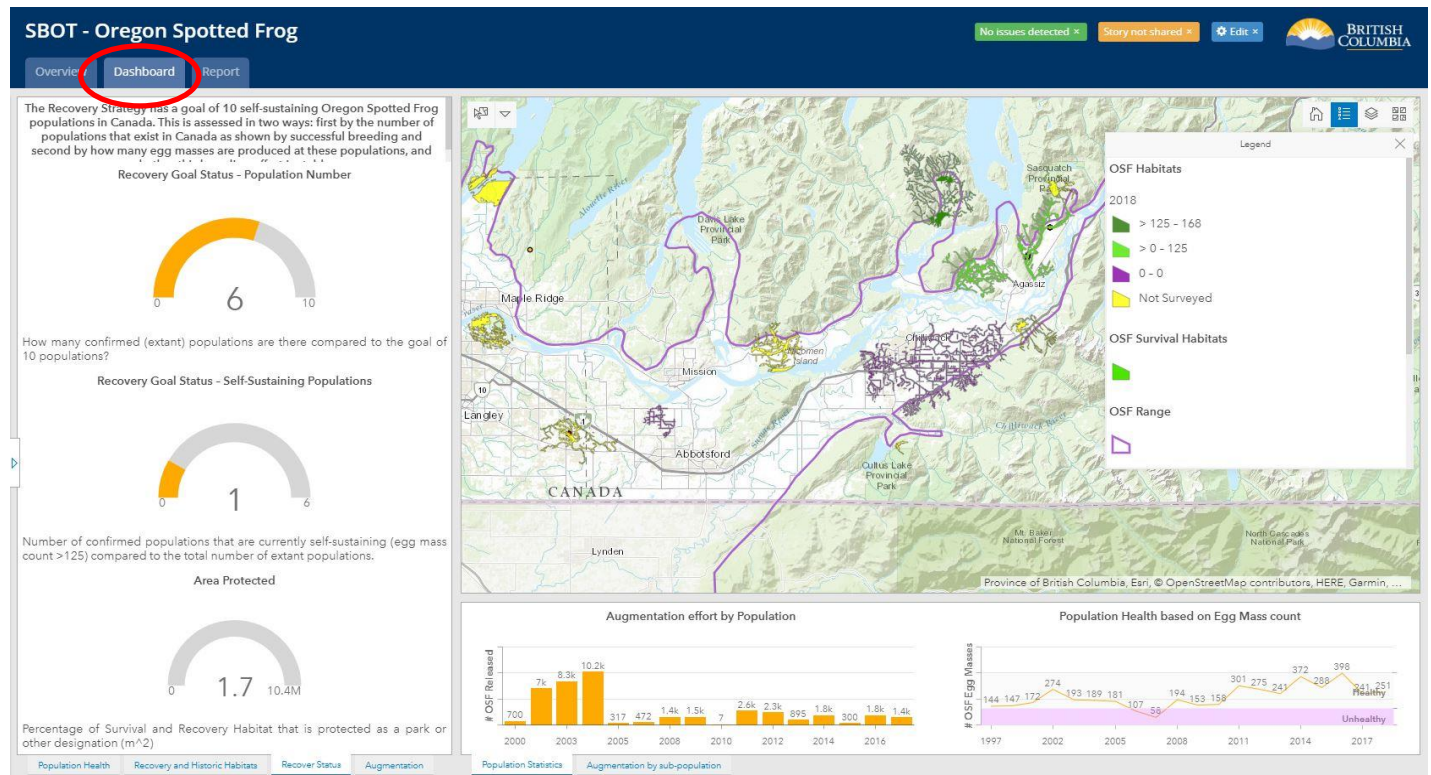 SBOT - Oregon Spotted Frog
No issues detected ×
Story not shared ×
Edit ×
BRITISH
COLUMBIA
Overview
Dashboard
Report
The Recovery Strategy has a goal of 10 self-sustaining Oregon Spotted Frog
populations in Canada. This is assessed in two ways: first by the number of
populations that exist in Canada as shown by successful breeding and
second by how many egg masses are produced at these populations, and
Recovery Goal Status - Population Number
0
6
10
How many confirmed (extant) populations are there compared to the goal of
10 populations?
Recovery Goal Status - Self-Sustaining Populations
0
1
6
Number of confirmed populations that are currently self-sustaining (egg mass
count >125) compared to the total number of extant populations.
Area Protected
0
1.7
10.4M
Percentage of Survival and Recovery Habitat that is protected as a park or
other designation (m^2)
Population Health
Recovery and Historic Habitats
Recover Status
Augmentation
Alouette River
Davis Lake
Provincial
Park
Sasquatch
Provincial
Maple Ridge
Agassiz
Mission
Island
10
1
Langley
Abbotsford
Cultus Lake
Provincial
Park
CANADA
Lynden
Mt. Baker
National Forest
North Cascades
National Park
Province of British Columbia, Esri, © OpenStreetMap contributors, HERE, Garmin, ...
Legend
OSF Habitats
2018
> 125 - 168
> 0 - 125
0 - 0
Not Surveyed
OSF Survival Habitats
OSF Range
Augmentation effort by Population
# OSF Released
700
7k
8.3k
10.2k
317
472
1.4k
1.5k
7
2.6k
2.3k
895
1.8k
300
1.8k
1.4k
2000
2003
2005
2008
2010
2012
2014
2016
Population Health based on Egg Mass count
# OSF Egg Masses
144
147
172
274
193
189
181
107
56
194
153
158
301
275
241
372
288
398
241
251
Healthy
Unhealthy
1997
2002
2005
2008
2011
2014
2017
Population Statistics
Augmentation by sub-population